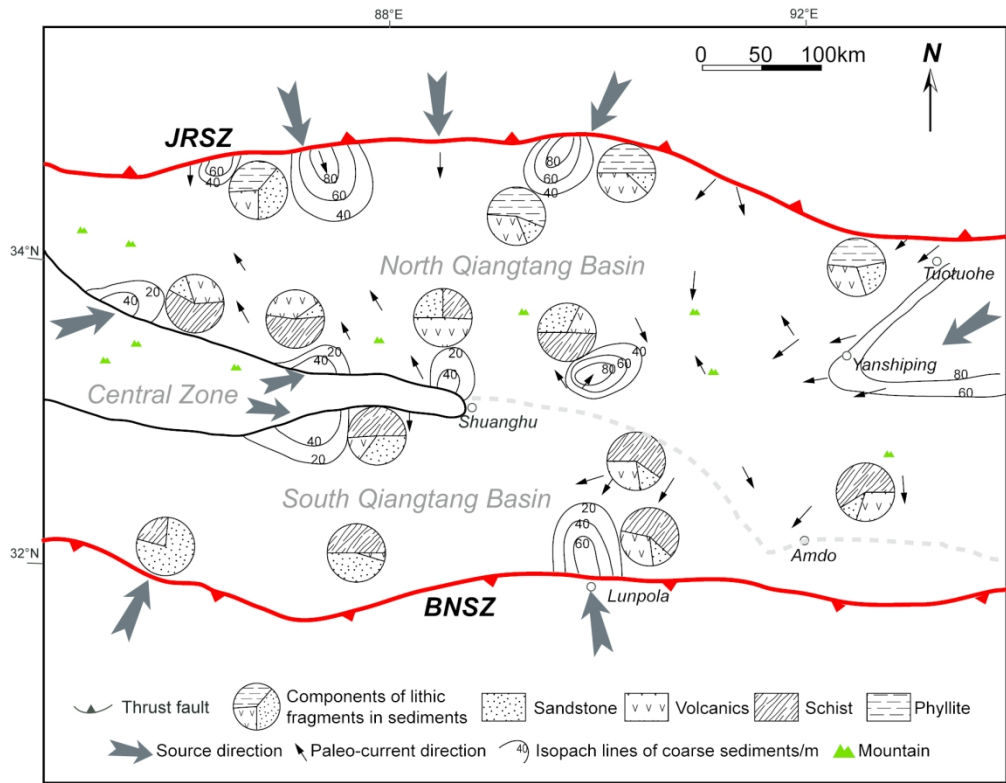 88°E
92°E
0 50 100km
N
JRSZ
60
40
80
60
40
80
60
40
34°N
North Qiangtang Basin
Tuotuohe
20
40
20
40
20
40
40
60
80
Yanshiping
80
60
Central Zone
Shuanghu
40
20
South Qiangtang Basin
20
40
60
32°N
Amdo
BNSZ
Lunpola
Thrust fault
Components of lithic
fragments in sediments
Sandstone
Volcanics
Schist
Phyllite
Source direction
Paleo-current direction
40
Isopach lines of coarse sediments/m
Mountain